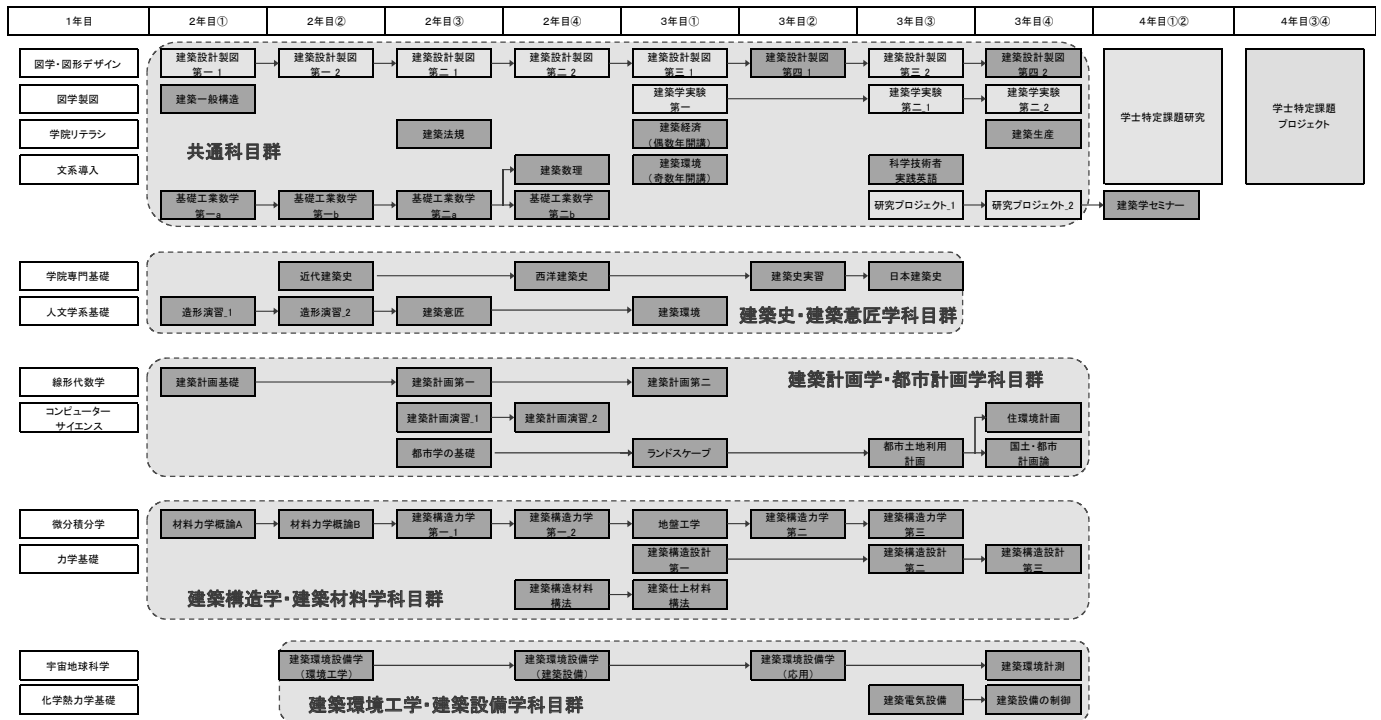 1年目
2年目①
2年目②
2年目③
2年目④
3年目①
3年目②
3年目③
3年目④
4年目①②
4年目③④
図学・図形デザイン
建築設計製図
第一_1
建築設計製図
第一_2
建築設計製図
第二_1
建築設計製図
第二_2
建築設計製図
第三_1
建築設計製図
第四_1
建築設計製図
第三_2
建築設計製図
第四_2
学士特定課題研究
学士特定課題
プロジェクト
図学製図
建築一般構造
建築学実験
第一
建築学実験
第二_1
建築学実験
第二_2
学院リテラシ
建築法規
建築経済
(偶数年開講)
建築生産
共通科目群
文系導入
建築数理
建築環境
(奇数年開講)
科学技術者
実践英語
基礎工業数学
第一a
基礎工業数学
第一b
基礎工業数学
第二a
基礎工業数学
第二b
研究プロジェクト_1
研究プロジェクト_2
建築学セミナー
学院専門基礎
近代建築史
西洋建築史
建築史実習
日本建築史
人文学系基礎
造形演習_1
造形演習_2
建築意匠
建築環境
建築史・建築意匠学科目群
線形代数学
建築計画基礎
建築計画第一
建築計画第二
建築計画学・都市計画学科目群
コンピューター
サイエンス
建築計画演習_1
建築計画演習_2
住環境計画
都市学の基礎
ランドスケープ
都市土地利用
計画
国土・都市
計画論
微分積分学
材料力学概論A
材料力学概論B
建築構造力学
第一_1
建築構造力学
第一_2
地盤工学
建築構造力学
第二
建築構造力学
第三
力学基礎
建築構造設計
第一
建築構造設計
第二
建築構造設計
第三
建築構造学・建築材料学科目群
建築構造材料
構法
建築仕上材料
構法
宇宙地球科学
建築環境設備学
(環境工学)
建築環境設備学
(建築設備)
建築環境設備学
(応用)
建築環境計測
化学熱力学基礎
建築環境工学・建築設備学科目群
建築電気設備
建築設備の制御